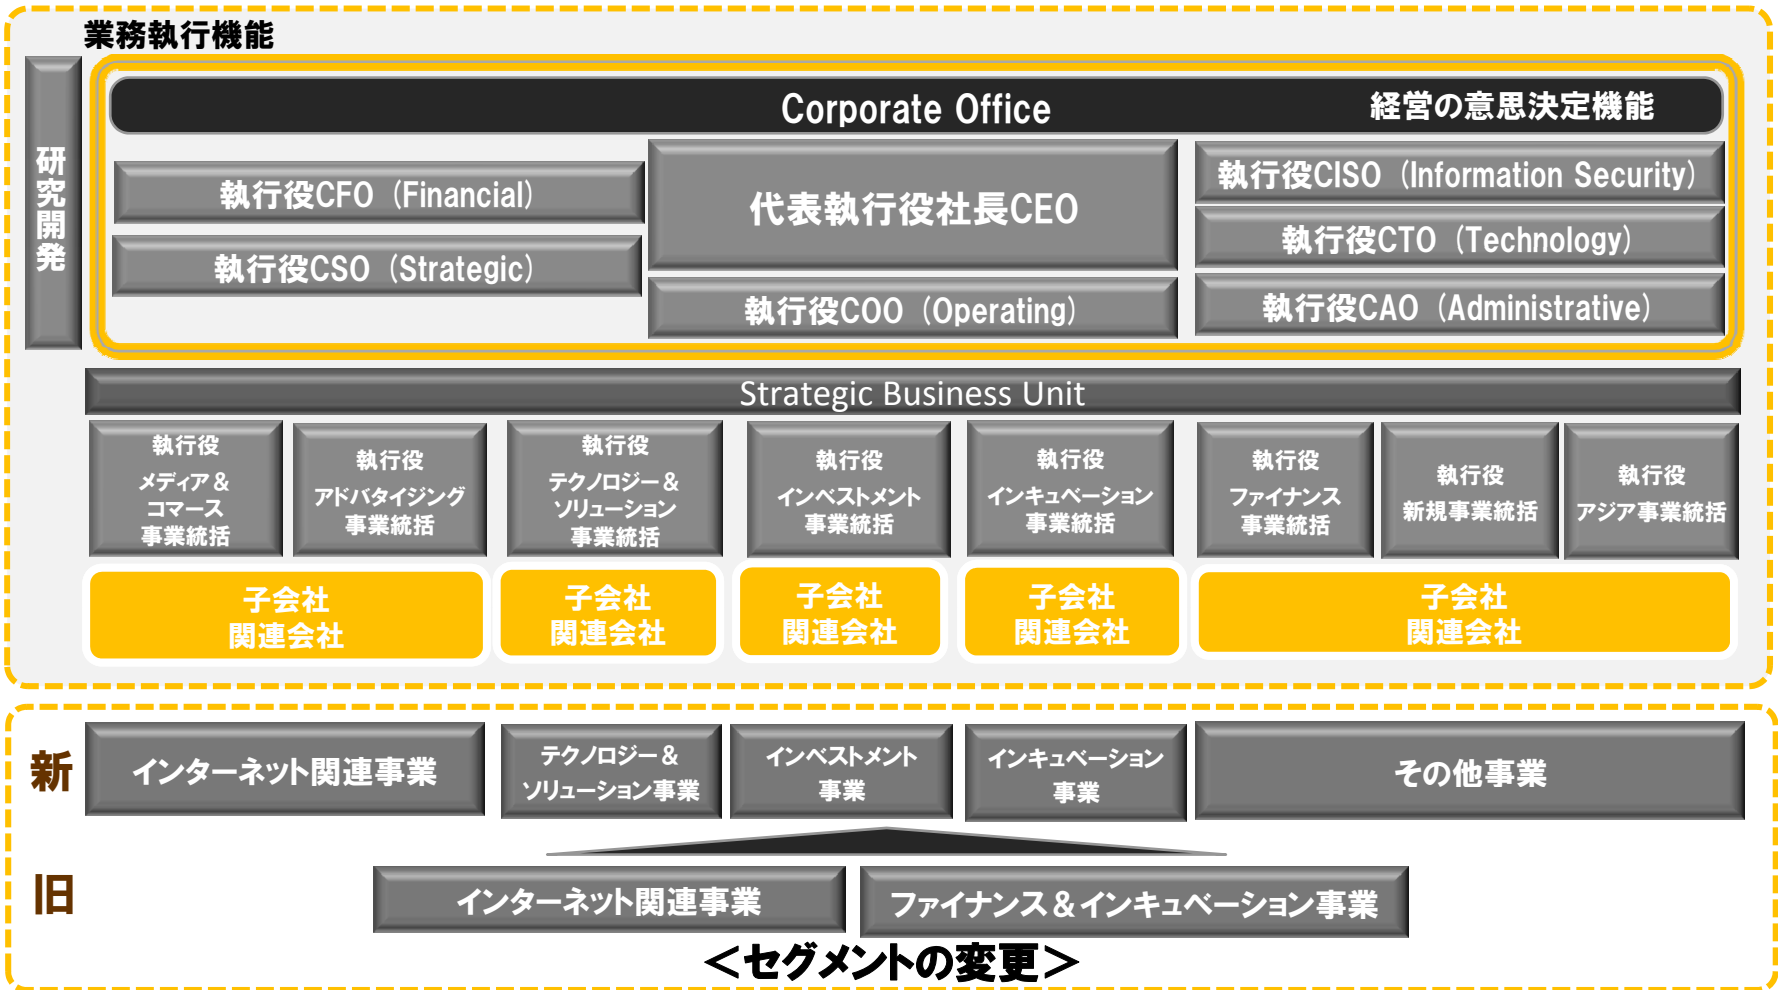 業務執行機能
研究開発
Corporate Office
経営の意思決定機能
執行役CFO（Financial）
執行役CSO（Strategic）
代表執行役社長CEO
執行役COO（Operating）
執行役CISO（Information Security）
執行役CTO（Technology）
執行役CAO（Administrative）
Strategic Business Unit
執行役
メディア＆
コマース
事業統括
執行役
アドバタイジング
事業統括
執行役
テクノロジー＆
ソリューション
事業統括
執行役
インベストメント
事業統括
執行役
インキュベーション
事業統括
執行役
ファイナンス
事業統括
執行役
新規事業統括
執行役
アジア事業統括
子会社
関連会社
子会社
関連会社
子会社
関連会社
子会社
関連会社
子会社
関連会社
新
インターネット関連事業
テクノロジー＆
ソリューション事業
インベストメント
事業
インキュベーション
事業
その他事業
旧
インターネット関連事業
ファイナンス＆インキュベーション事業
＜セグメントの変更＞